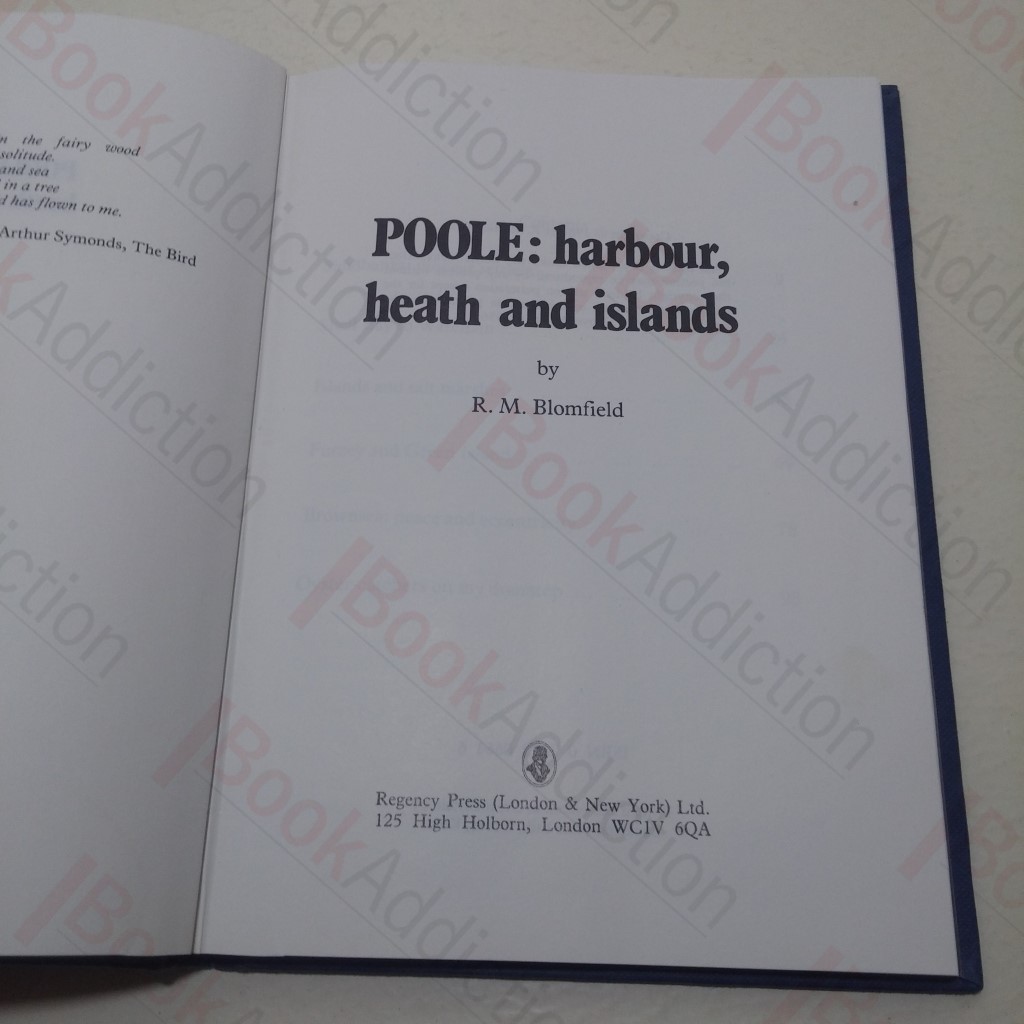 n the fairy wood
solitude.
and sea
in a tree
d has flown to me.
Arthur Symonds, The Bird
POOLE: harbour,
heath and islands
by
R. M. Blomfield
Regency Press (London & New York) Ltd.
125 High Holborn, London WC1V 6QA
BookAddiction